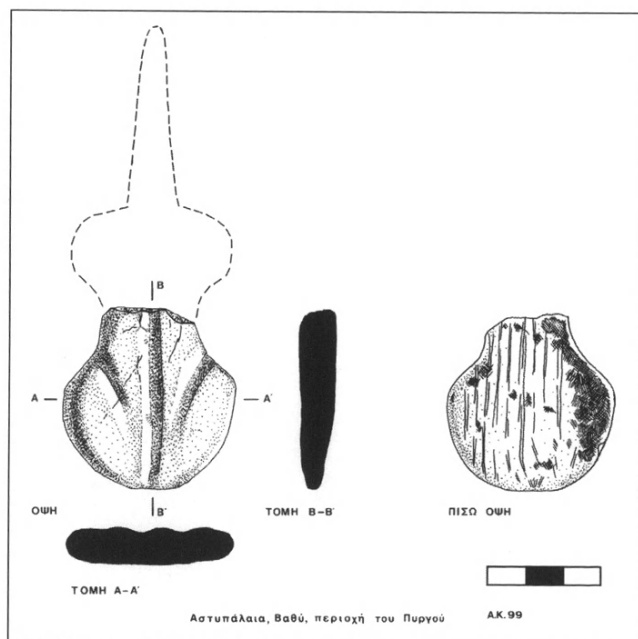 B
A A'
ΟΨΗ B' ΤΟΜΗ Β-Β' ΠΙΣΩ ΟΨΗ
ΤΟΜΗ Α-Α'
Αστυπάλαια, Βαθύ, περιοχή του Πυργού Α.Κ. 99